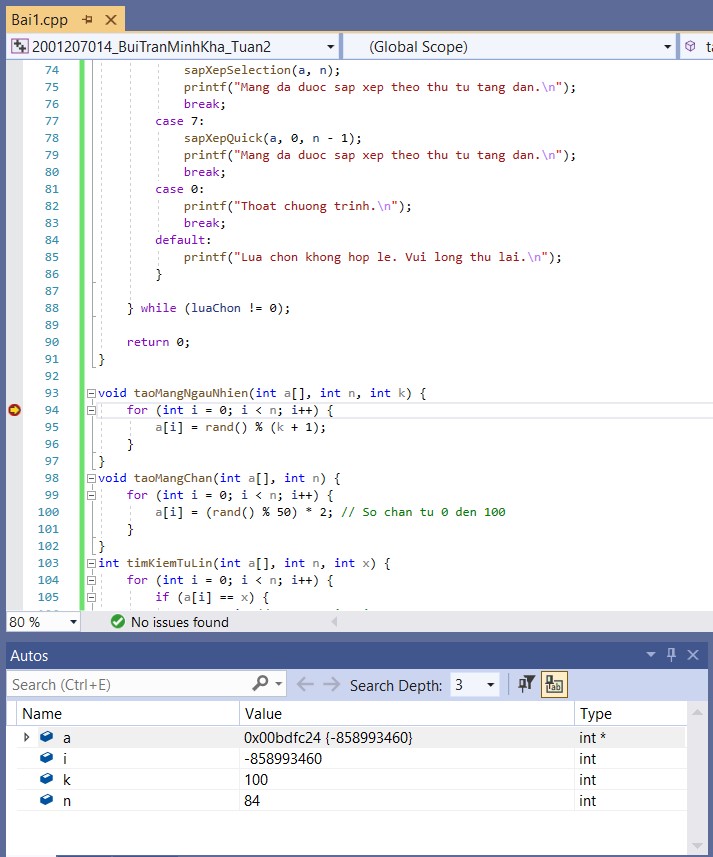 Bai1.cpp
2001207014_BuiTranMinhKha_Tuan2 (Global Scope)
74 sapXepSelection(a, n);
75 printf("Mang da duoc sap xep theo thu tu tang dan.\n");
76 break;
77 case 7:
78 sapXepQuick(a, 0, n - 1);
79 printf("Mang da duoc sap xep theo thu tu tang dan.\n");
80 break;
81 case 0:
82 printf("Thoat chuong trinh.\n");
83 break;
84 default:
85 printf("Lua chon khong hop le. Vui long thu lai.\n");
86 }
87
88 } while (luaChon != 0);
89
90 return 0;
91 }
92
93 void taoMangNgauNhien(int a[], int n, int k) {
94 for (int i = 0; i < n; i++) {
95 a[i] = rand() % (k + 1);
96 }
97 }
98 void taoMangChan(int a[], int n) {
99 for (int i = 0; i < n; i++) {
100 a[i] = (rand() % 50) * 2; // So chan tu 0 den 100
101 }
102 }
103 int timKiemTuLin(int a[], int n, int x) {
104 for (int i = 0; i < n; i++) {
105 if (a[i] == x) {
80 % No issues found
Autos
Search (Ctrl+E) Search Depth: 3
Name Value Type
a 0x00bdfc24 {-858993460} int *
i -858993460 int
k 100 int
n 84 int